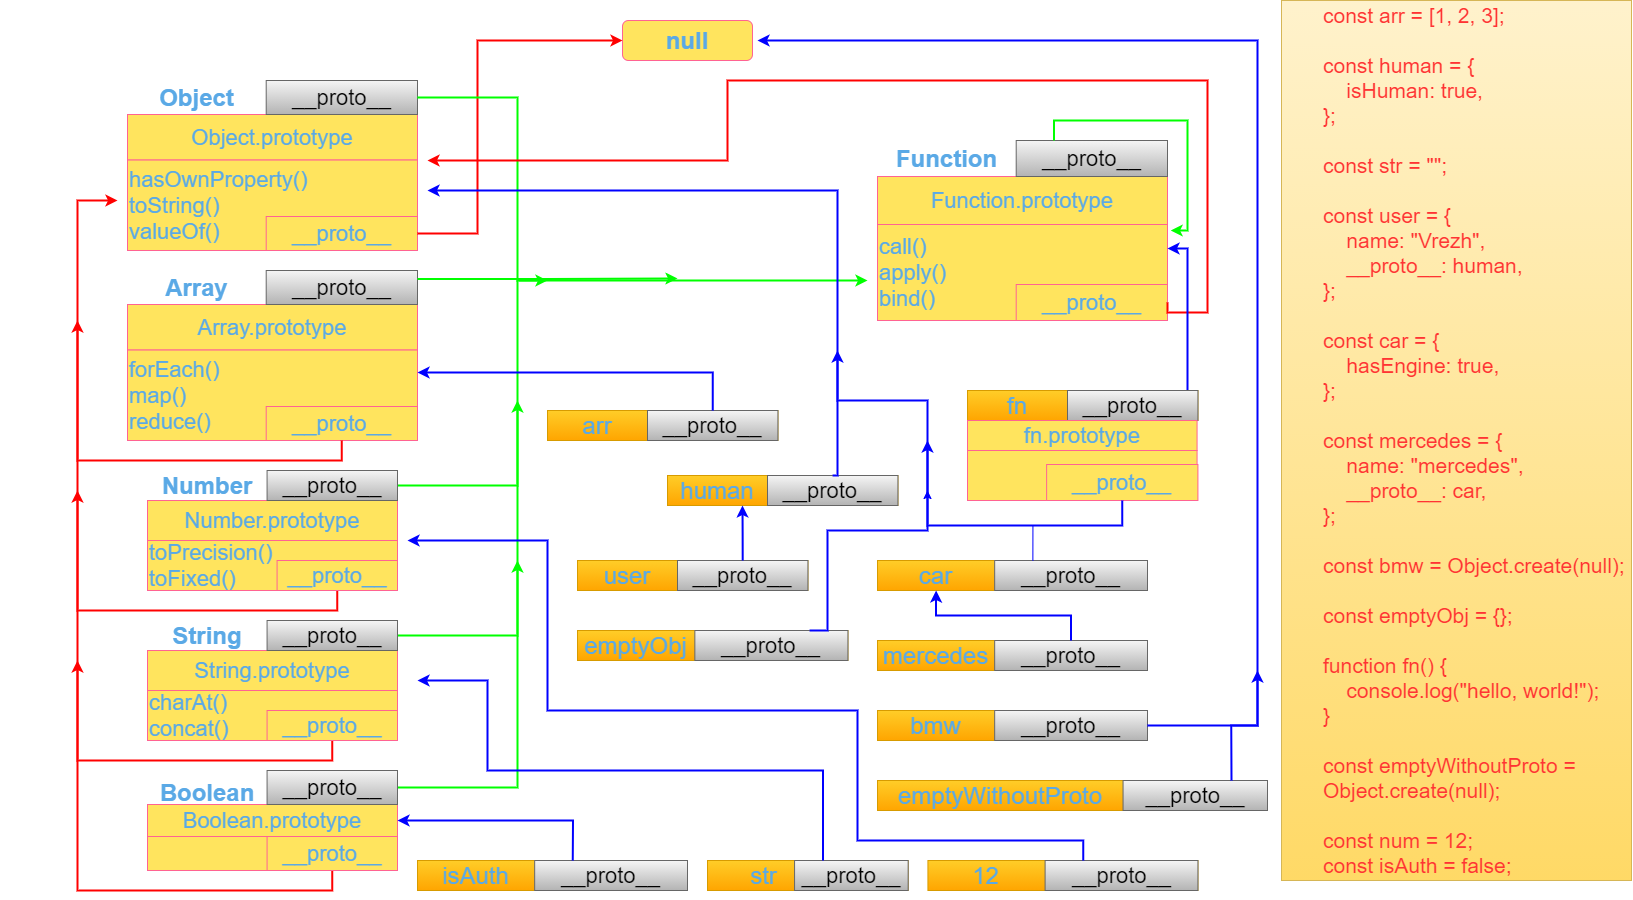 null
Object
__proto__
Object.prototype
hasOwnProperty()
toString()
valueOf()
__proto__
Function
__proto__
Function.prototype
call()
apply()
bind()
__proto__
Array
__proto__
Array.prototype
forEach()
map()
reduce()
__proto__
arr
__proto__
fn
__proto__
fn.prototype
__proto__
Number
__proto__
Number.prototype
toPrecision()
toFixed()
__proto__
human
__proto__
user
__proto__
car
__proto__
String
__proto__
String.prototype
charAt()
concat()
__proto__
emptyObj
__proto__
mercedes
__proto__
bmw
__proto__
Boolean
__proto__
Boolean.prototype
__proto__
emptyWithoutProto
__proto__
isAuth
__proto__
str
__proto__
12
__proto__
const arr = [1, 2, 3];
const human = {
isHuman: true,
};
const str = "";
const user = {
name: "Vrezh",
__proto__: human,
};
const car = {
hasEngine: true,
};
const mercedes = {
name: "mercedes",
__proto__: car,
};
const bmw = Object.create(null);
const emptyObj = {};
function fn() {
console.log("hello, world!");
}
const emptyWithoutProto =
Object.create(null);
const num = 12;
const isAuth = false;